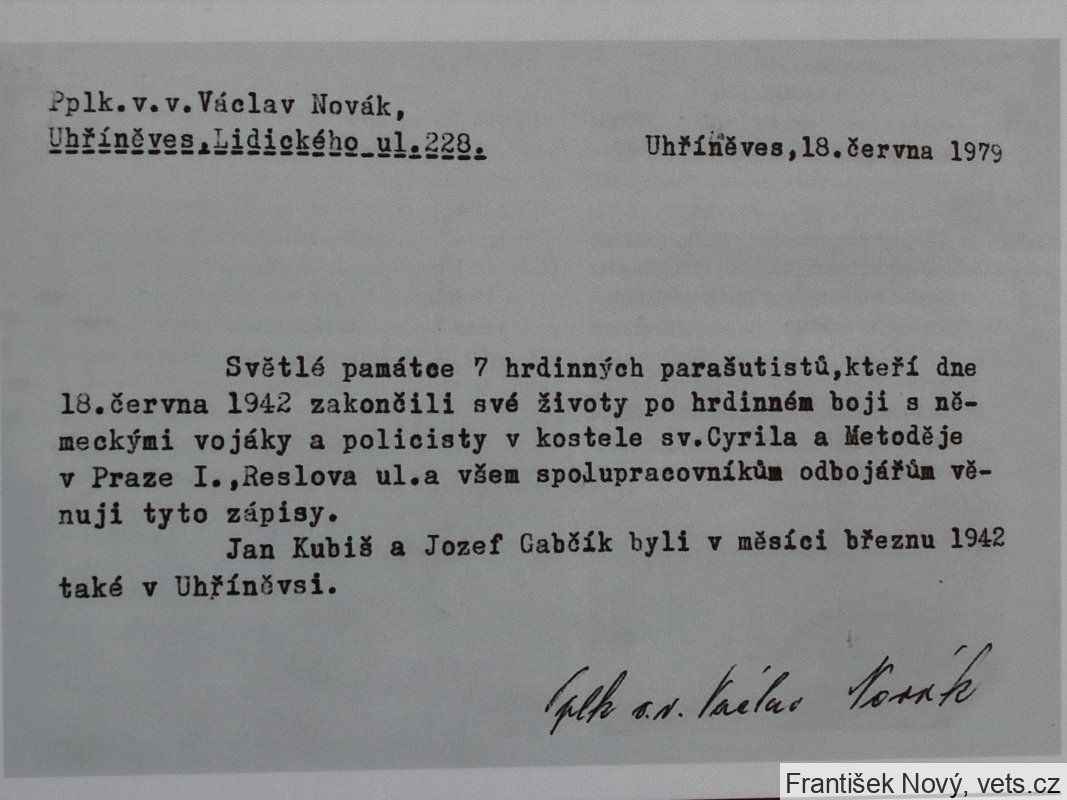 Pplk.v.v.Václav Novák,
Uhříněves,Lidického ul.228.
Uhříněves,18.června 1979
Světlé památce 7 hrdinných parašutistů,kteří dne
18.června 1942 zakončili své životy po hrdinném boji s ně-
meckými vojáky a policisty v kostele sv.Cyrila a Metoděje
v Praze I.,Reslova ul.a všem spolupracovníkům odbojářům vě-
nuji tyto zápisy.
Jan Kubiš a Jozef Gabčík byli v měsíci březnu 1942
také v Uhříněvsi.
Pplk v.v. Václav Novák
František Nový, vets.cz